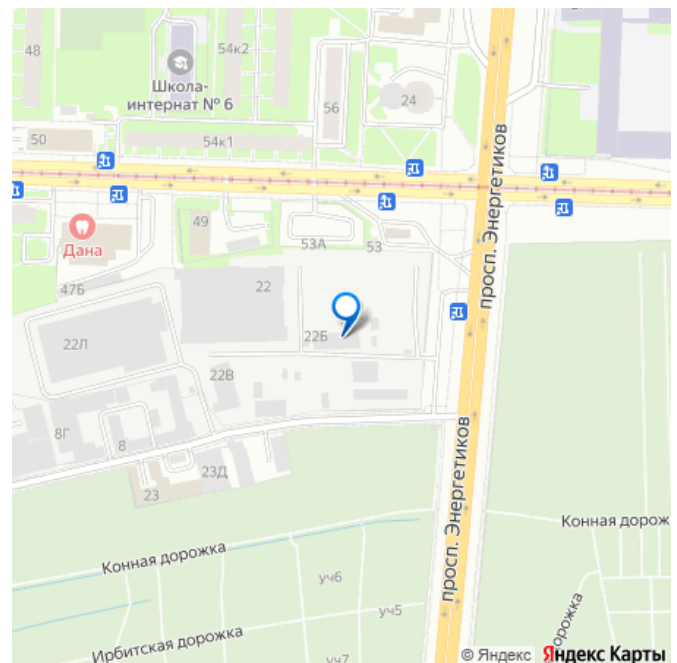 48
54к2
Школа-
интернат № 6
56
24
50
54к1
просп. Энергетиков
49
Дана
53А
53
47Б
22
22Б
22Л
22В
8Г
8
23Д
23
просп. Энергетиков
Конная дорож
Конная дорожка
уч6
уч5
Ирбитская дорожка
уч7
орожка
© Яндекс Яндекс Карты